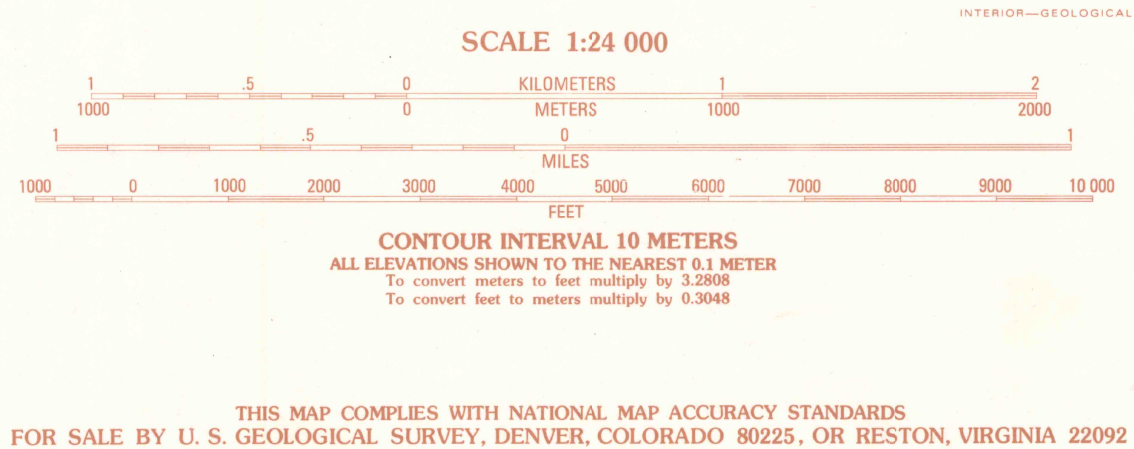 INTERIOR—GEOLOGICAL
SCALE 1:24 000
1 .5 0 KILOMETERS 1 2
1000 0 METERS 1000 2000
1 .5 0 1
MILES
1000 0 1000 2000 3000 4000 5000 6000 7000 8000 9000 10 000
FEET
CONTOUR INTERVAL 10 METERS
ALL ELEVATIONS SHOWN TO THE NEAREST 0.1 METER
To convert meters to feet multiply by 3.2808
To convert feet to meters multiply by 0.3048
THIS MAP COMPLIES WITH NATIONAL MAP ACCURACY STANDARDS
FOR SALE BY U. S. GEOLOGICAL SURVEY, DENVER, COLORADO 80225, OR RESTON, VIRGINIA 22092